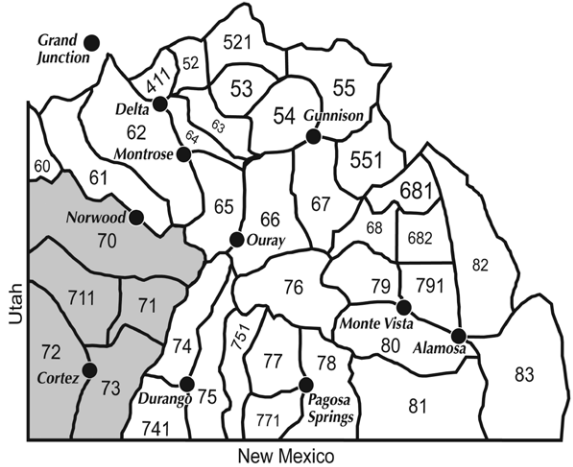 Grand
Junction
521
52
411
53
55
Delta
54
Gunnison
62
63
64
Montrose
551
60
61
681
Norwood
65
66
67
68
682
70
Ouray
82
711
71
76
79
791
Utah
Monte Vista
751
72
74
77
78
80
Alamosa
Cortez
73
83
Durango
75
Pagosa
Springs
81
741
771
New Mexico